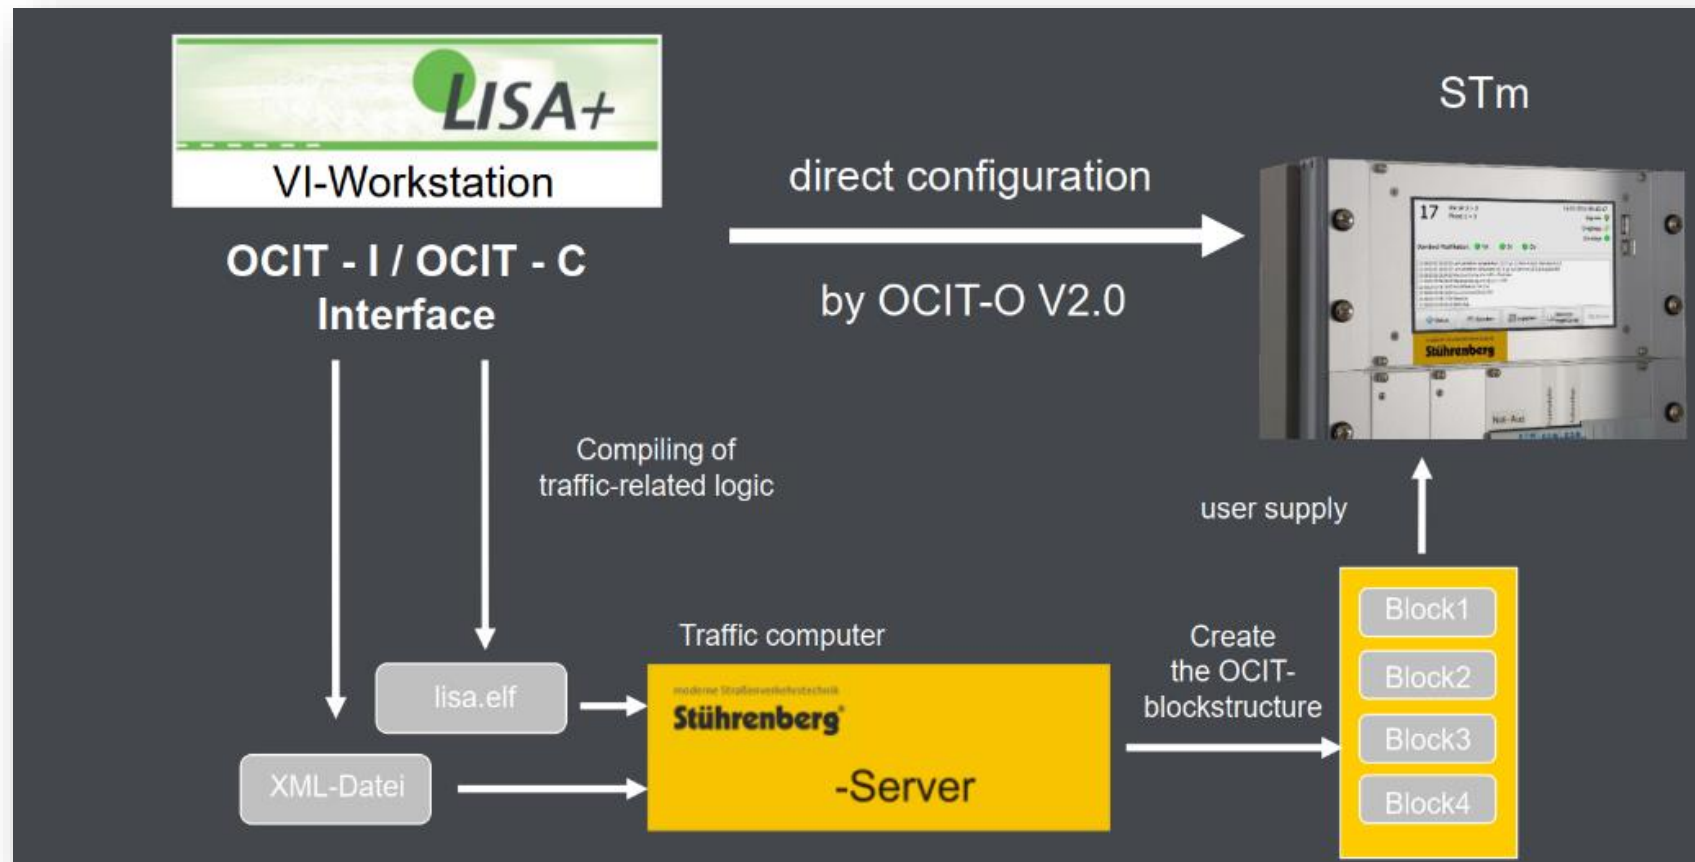 LISA+
VI-Workstation
OCIT - I / OCIT - C
Interface
direct configuration
by OCIT-O V2.0
STm
17
Stührenberg
Not-Aus
Compiling of
traffic-related logic
user supply
lisa.elf
XML-Datei
Traffic computer
moderne Straßenverkehrstechnik
Stührenberg®
-Server
Create
the OCIT-
blockstructure
Block1
Block2
Block3
Block4